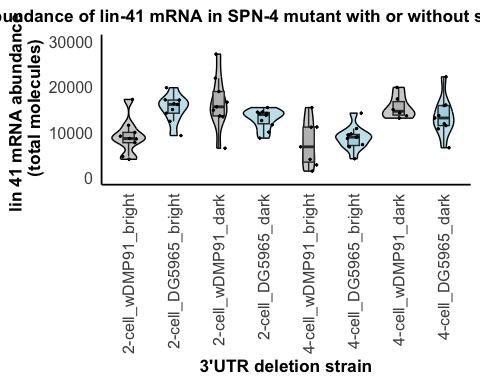 oundance of lin-41 mRNA in SPN-4 mutant with or without s
lin 41 mRNA abundance
(total molecules)
30000
20000
10000
0
2-cell_wDMP91_bright
2-cell_DG5965_bright
2-cell_wDMP91_dark
2-cell_DG5965_dark
4-cell_wDMP91_bright
4-cell_DG5965_bright
4-cell_wDMP91_dark
4-cell_DG5965_dark
3'UTR deletion strain